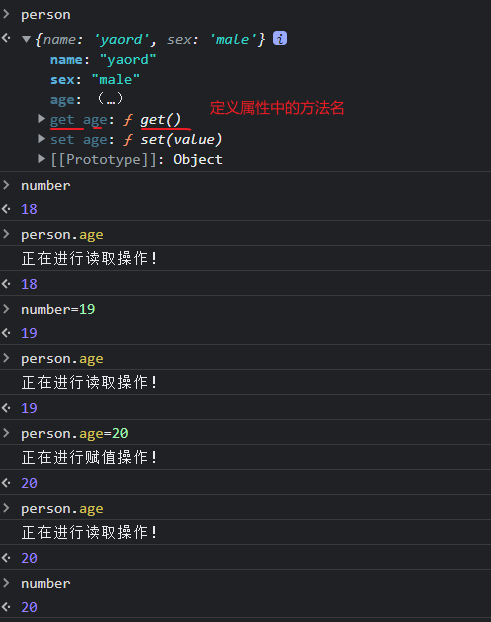 person
{name: 'yaord', sex: 'male'} i
name: "yaord"
sex: "male"
age: (…)
get age: ƒ get()
定义属性中的方法名
set age: ƒ set(value)
[[Prototype]]: Object
number
18
person.age
正在进行读取操作!
18
number=19
19
person.age
正在进行读取操作!
19
person.age=20
正在进行赋值操作!
20
person.age
正在进行读取操作!
20
number
20